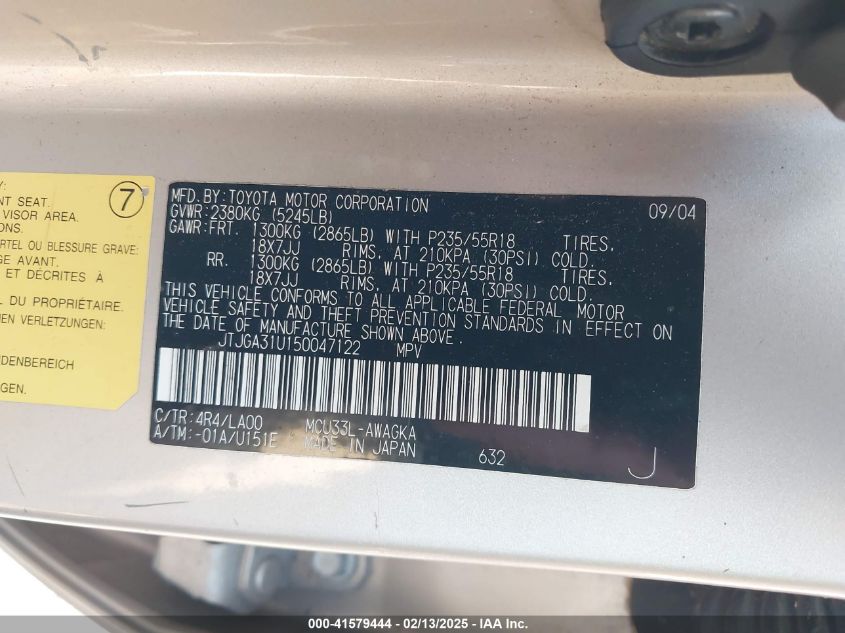 Y:
NT SEAT.
VISOR AREA.
ONS.
RTEL OU BLESSURE GRAVE:
GE AVANT.
ET DÉCRITES À
L DU PROPRIÉTAIRE.
EN VERLETZUNGEN:
DENBEREICH
GEN.
7
MFD.BY:TOYOTA MOTOR CORPORATION 09/04
GVWR:2380KG (5245LB)
GAWR:FRT. 1300KG (2865LB) WITH P235/55R18 TIRES,
18X7JJ RIMS, AT 210KPA (30PSI) COLD.
RR. 1300KG (2865LB) WITH P235/55R18 TIRES,
18X7JJ RIMS, AT 210KPA (30PSI) COLD.
THIS VEHICLE CONFORMS TO ALL APPLICABLE FEDERAL MOTOR
VEHICLE SAFETY AND THEFT PREVENTION STANDARDS IN EFFECT ON
THE DATE OF MANUFACTURE SHOWN ABOVE.
JTJGA31U150047122 MPV
C/TR:4R4/LA00 MCU33L-AWAGKA
A/TM:-01A/U151E MADE IN JAPAN 632 J
000-41579444 - 02/13/2025 - IAA Inc.